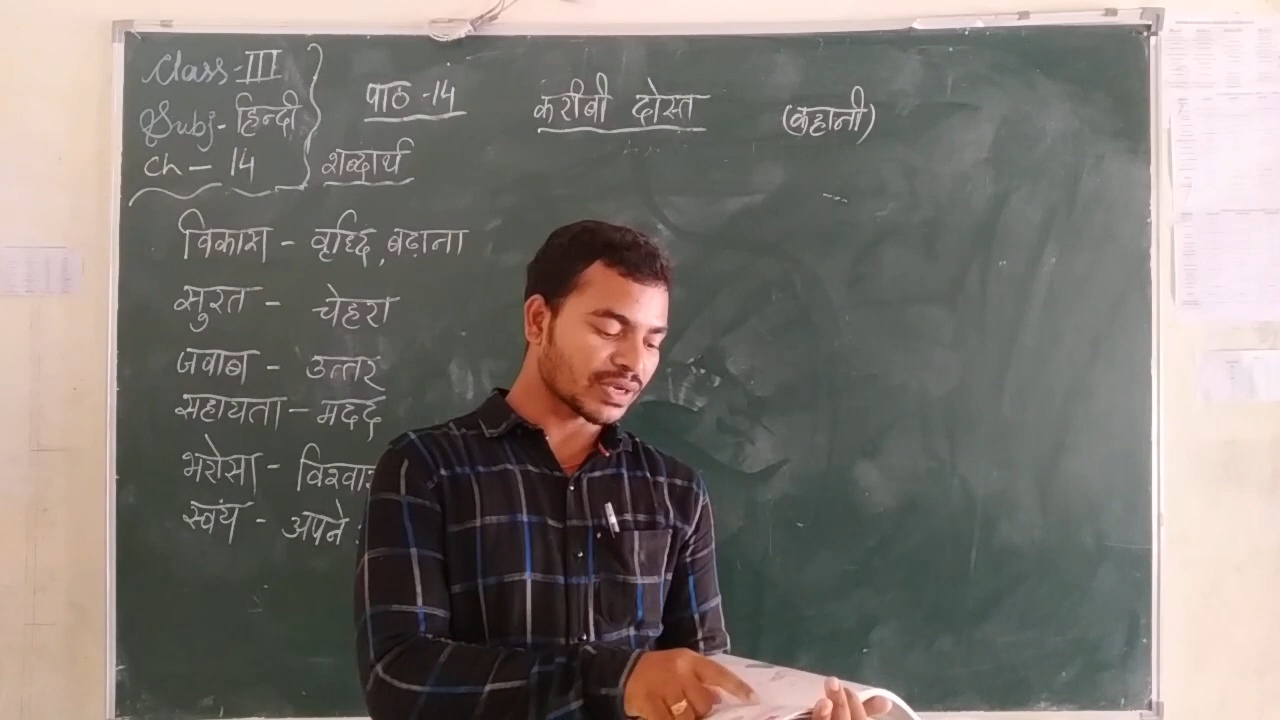 Class-III
Subj- हिन्दी
Ch - 14
पाठ -14 करीबी दोस्त (कहानी)
शब्दार्थ
विकास - वृध्दि, बढ़ाना
सुरत - चेहरा
जवाब - उत्तर
सहायता - मदद
भरोसा -
स्वयं - अपने